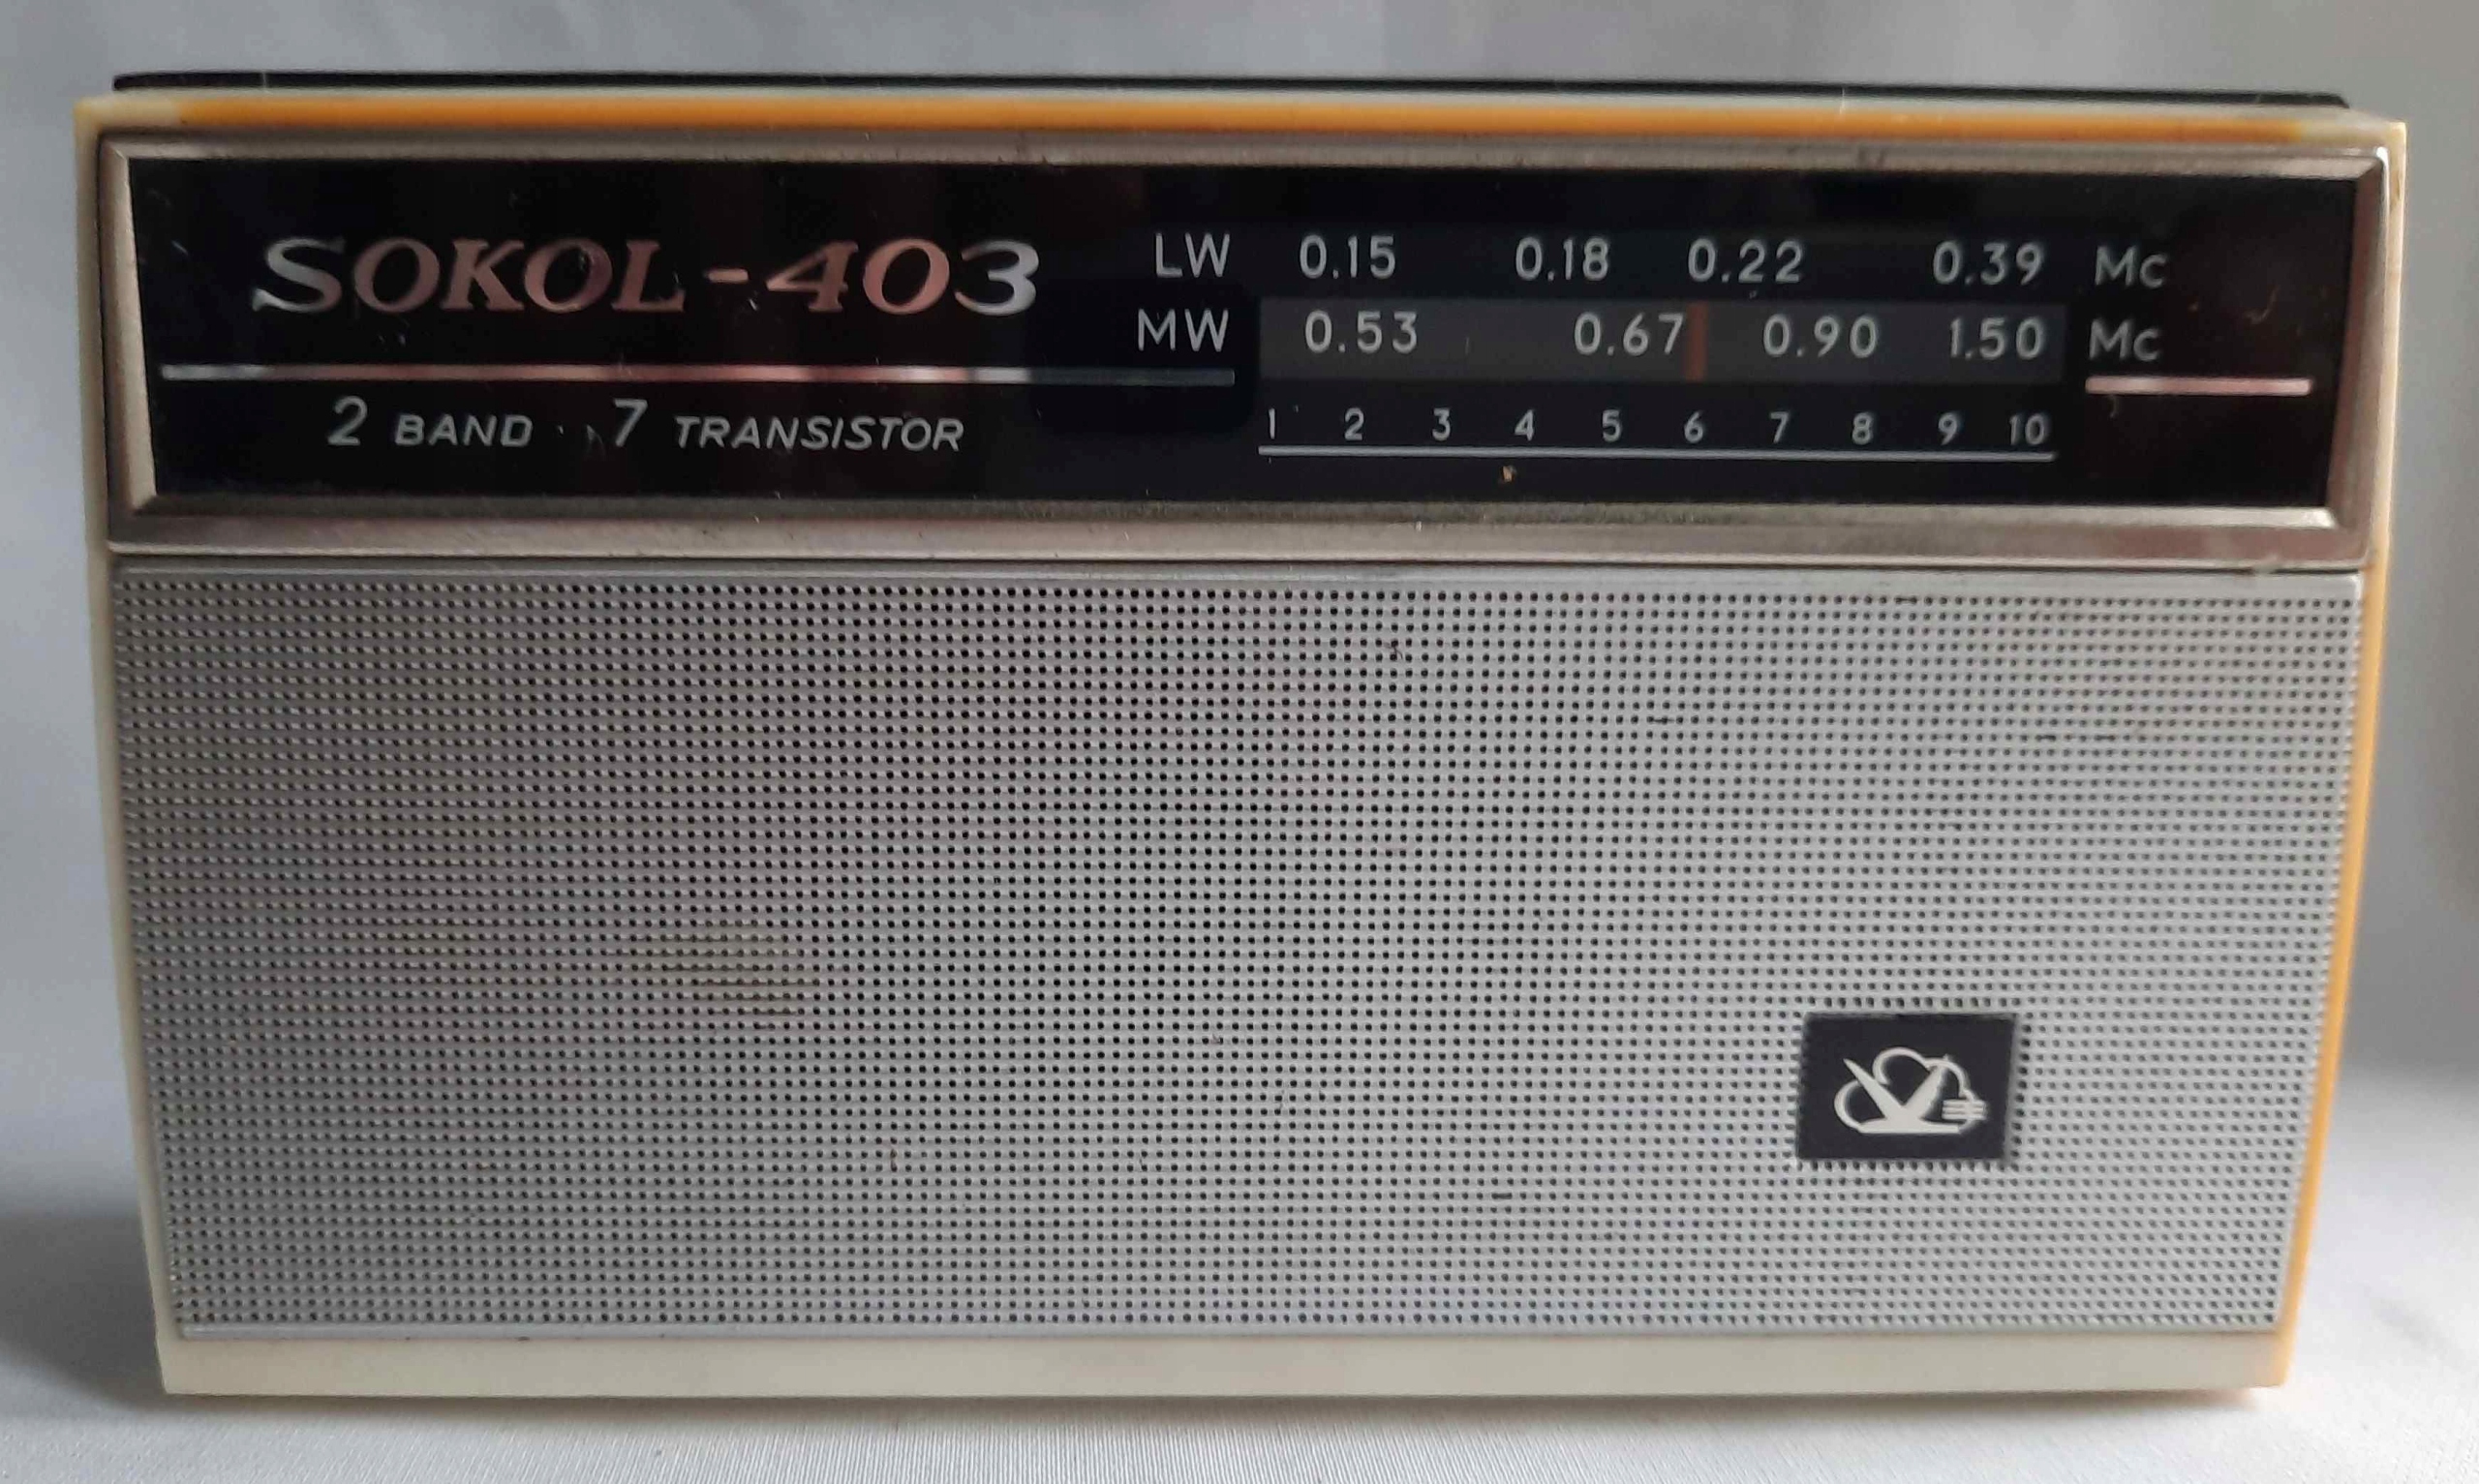 SOKOL-403
2 BAND 7 TRANSISTOR
LW 0.15 0.18 0.22 0.39 Mc
MW 0.53 0.67 0.90 1.50 Mc
1 2 3 4 5 6 7 8 9 10